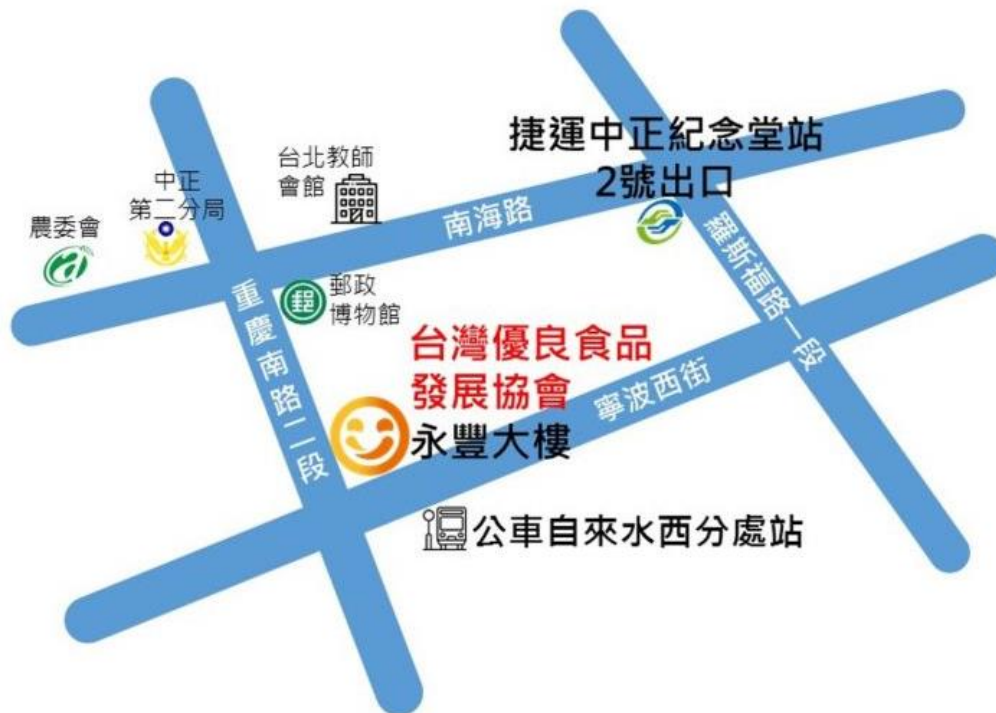 捷運中正紀念堂站
2號出口
台北教師
會館
中正
第二分局
農委會
南海路
羅斯福路一段
郵
郵政
博物館
重慶南路二段
台灣優良食品
發展協會
永豐大樓
寧波西街
公車自來水西分處站